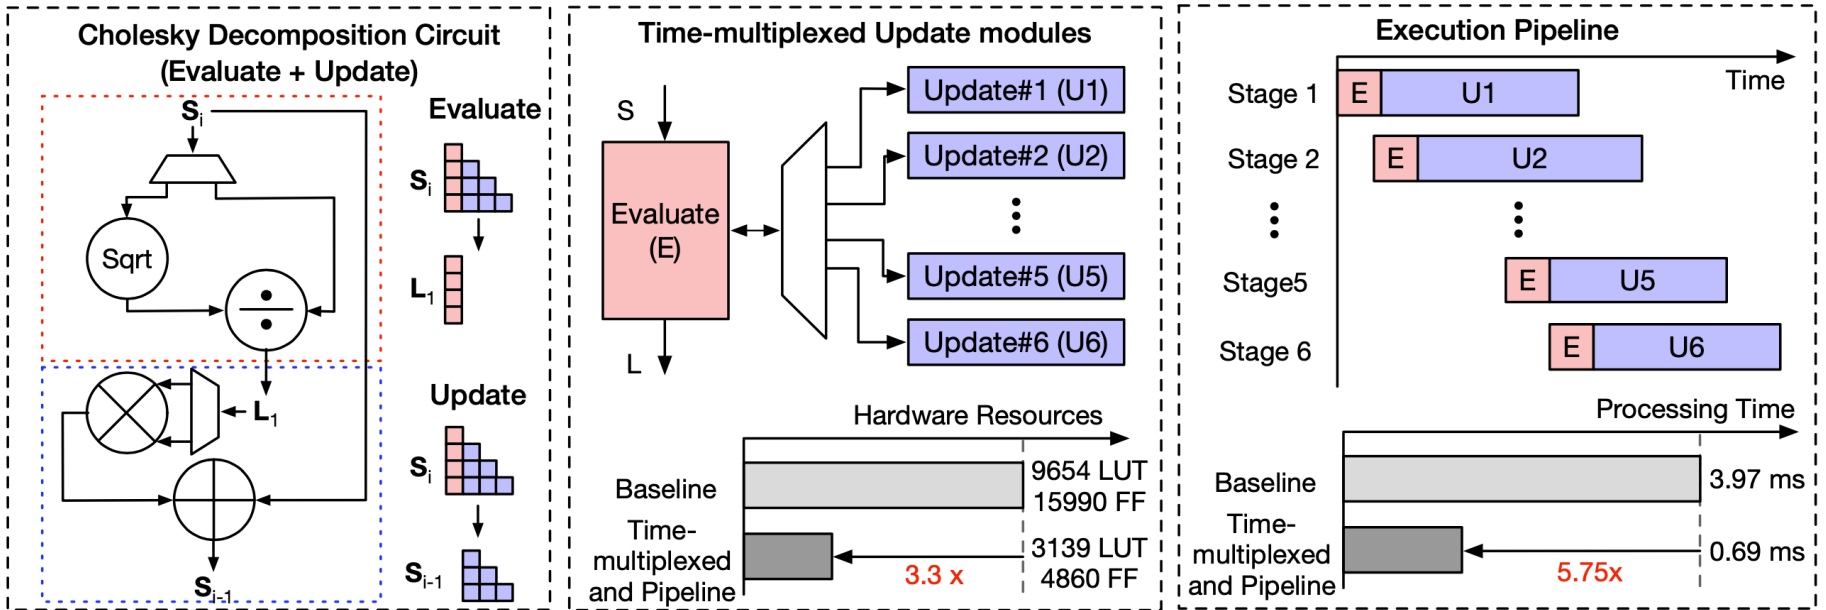 Cholesky Decomposition Circuit
(Evaluate + Update)
Sᵢ
Sqrt
÷
L₁
Sᵢ₋₁
Evaluate
Sᵢ
L₁
Update
Sᵢ
Sᵢ₋₁
Time-multiplexed Update modules
S
Evaluate
(E)
L
Update#1 (U1)
Update#2 (U2)
Update#5 (U5)
Update#6 (U6)
Hardware Resources
Baseline
9654 LUT
15990 FF
Time-
multiplexed
and Pipeline
3.3 x
3139 LUT
4860 FF
Execution Pipeline
Time
Stage 1
E
U1
Stage 2
E
U2
Stage5
E
U5
Stage 6
E
U6
Processing Time
Baseline
3.97 ms
Time-
multiplexed
and Pipeline
5.75x
0.69 ms